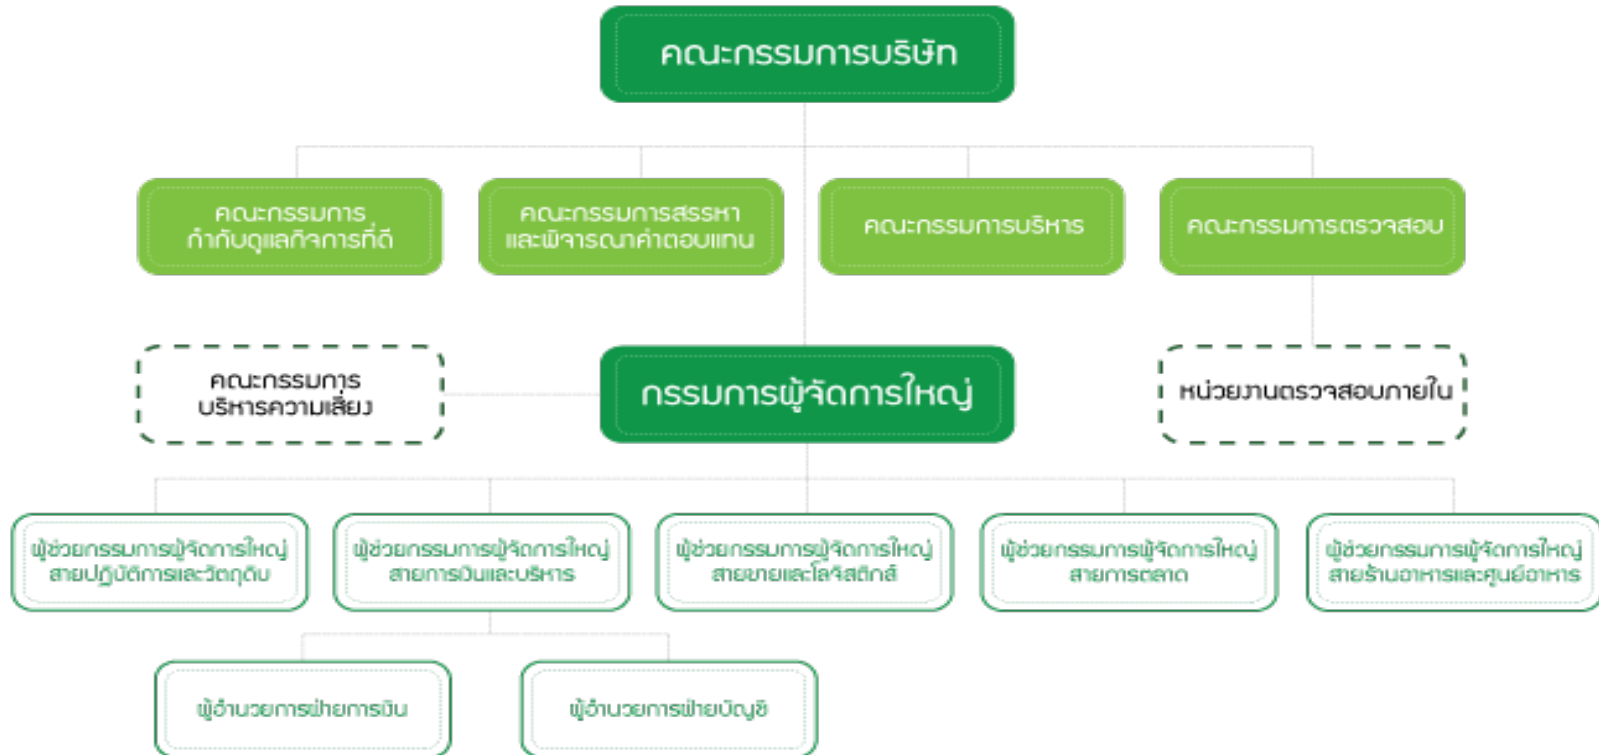 คณะกรรมการบริษัท
คณะกรรมการ
กำกับดูแลกิจการที่ดี
คณะกรรมการสรรหา
และพิจารณาค่าตอบแทน
คณะกรรมการบริหาร
คณะกรรมการตรวจสอบ
คณะกรรมการ
บริหารความเสี่ยง
กรรมการผู้จัดการใหญ่
หน่วยงานตรวจสอบภายใน
ผู้ช่วยกรรมการผู้จัดการใหญ่
สายปฏิบัติการและวัตถุดิบ
ผู้ช่วยกรรมการผู้จัดการใหญ่
สายการเงินและบริหาร
ผู้ช่วยกรรมการผู้จัดการใหญ่
สายขายและโลจิสติกส์
ผู้ช่วยกรรมการผู้จัดการใหญ่
สายการตลาด
ผู้ช่วยกรรมการผู้จัดการใหญ่
สายร้านอาหารและศูนย์อาหาร
ผู้อำนวยการฝ่ายการเงิน
ผู้อำนวยการฝ่ายบัญชี